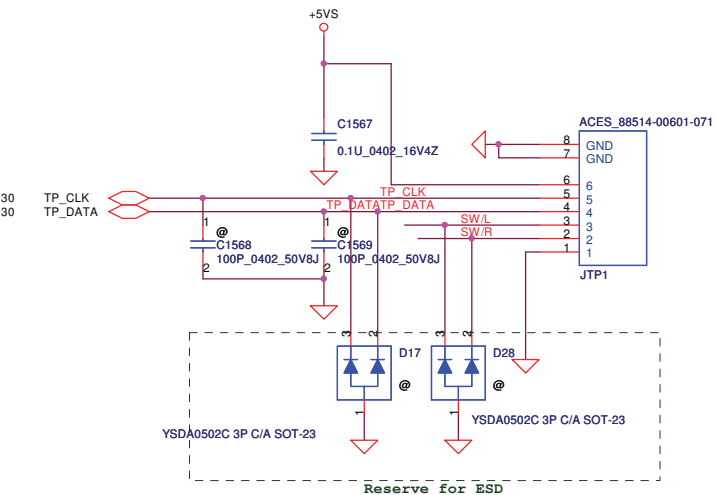 +5VS
C1567
0.1U_0402_16V4Z
ACES_88514-00601-071
8
7
GND
GND
6
5
4
3
2
1
6
5
4
3
2
1
JTP1
30 TP_CLK
30 TP_DATA
TP_CLK
TP_DATATP_DATA
SW/L
SW/R
1
@
C1568
100P_0402_50V8J
2
1
@
C1569
100P_0402_50V8J
2
3
2
D17
@
1
YSDA0502C 3P C/A SOT-23
3
2
D28
@
1
YSDA0502C 3P C/A SOT-23
Reserve for ESD